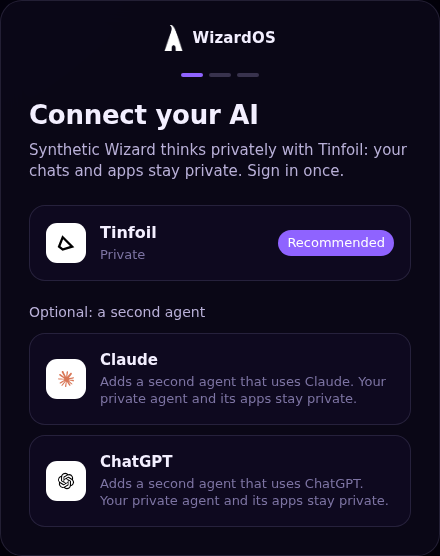 WizardOS
Connect your AI
Synthetic Wizard thinks privately with Tinfoil: your
chats and apps stay private. Sign in once.
Tinfoil
Private
Recommended
Optional: a second agent
Claude
Adds a second agent that uses Claude. Your
private agent and its apps stay private.
ChatGPT
Adds a second agent that uses ChatGPT.
Your private agent and its apps stay private.